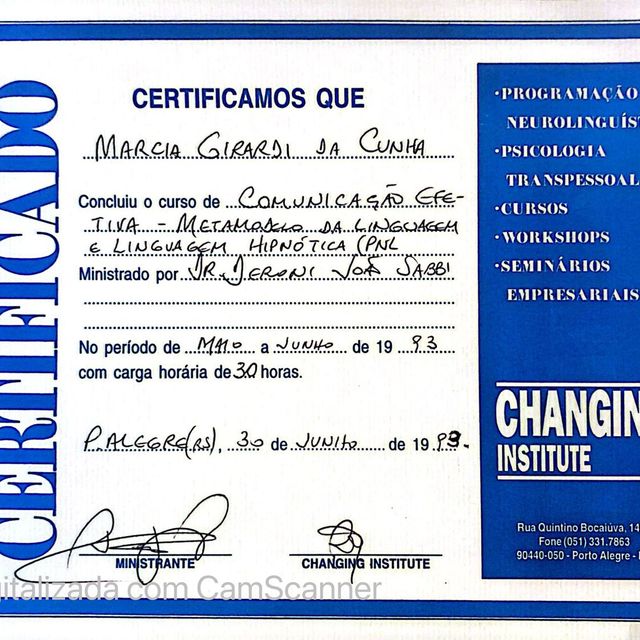 CERTIFICADO
CERTIFICAMOS QUE
MARCIA GIRARDI DA CUNHA
Concluiu o curso de COMUNICAÇÃO EFE-
TIVA - METAMODELO DA LINGUAGEM
E LINGUAGEM HIPNÓTICA (PNL
Ministrado por DR. JERONI JOÃ SABBI
No período de MAIO a JUNHO de 19 93
com carga horária de 30 horas.
P. ALEGRE (RS), 30 de JUNHO de 19 93.
MINISTRANTE
CHANGING INSTITUTE
•PROGRAMAÇÃO
NEUROLINGUÍST
•PSICOLOGIA
TRANSPESSOAL
•CURSOS
•WORKSHOPS
•SEMINÁRIOS
EMPRESARIAIS
CHANGIN
INSTITUTE
Rua Quintino Bocaiúva, 14
Fone (051) 331.7863
90440-050 - Porto Alegre -
gitalizada com CamScanner